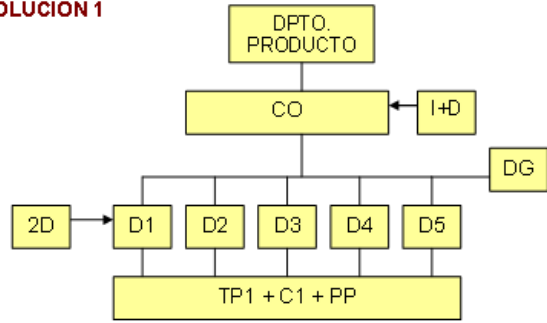 OLUCION 1
DPTO.
PRODUCTO
CO
I+D
DG
2D
D1
D2
D3
D4
D5
TP1 + C1 + PP